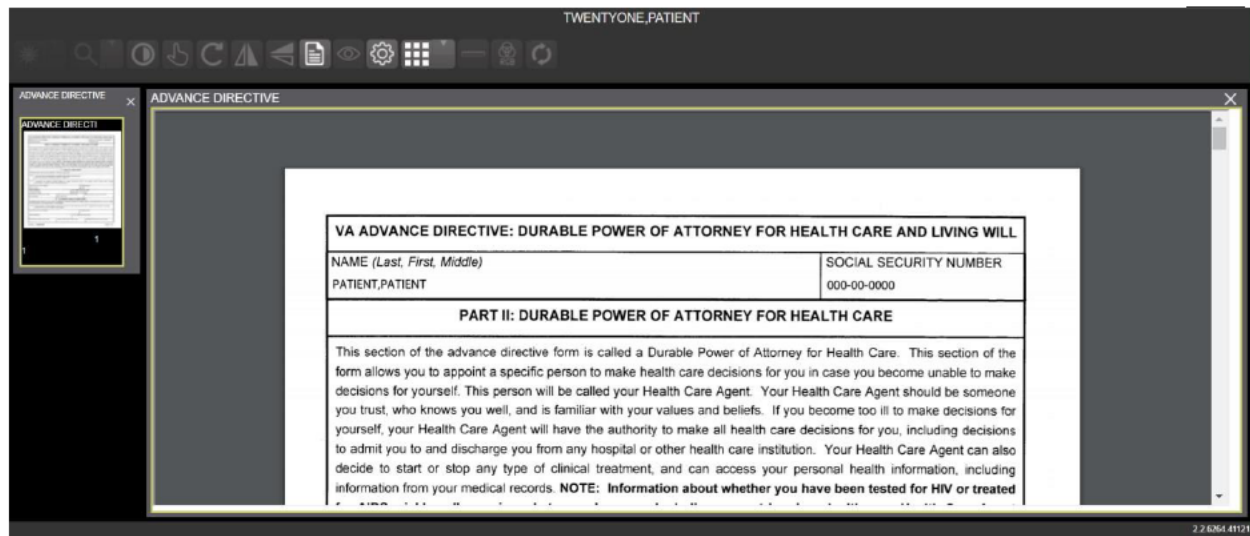 TWENTYONE,PATIENT
ADVANCE DIRECTIVE
ADVANCE DIRECTI
1
1
ADVANCE DIRECTIVE
VA ADVANCE DIRECTIVE: DURABLE POWER OF ATTORNEY FOR HEALTH CARE AND LIVING WILL
NAME (Last, First, Middle)
SOCIAL SECURITY NUMBER
PATIENT,PATIENT
000-00-0000
PART II: DURABLE POWER OF ATTORNEY FOR HEALTH CARE
This section of the advance directive form is called a Durable Power of Attorney for Health Care. This section of the
form allows you to appoint a specific person to make health care decisions for you in case you become unable to make
decisions for yourself. This person will be called your Health Care Agent. Your Health Care Agent should be someone
you trust, who knows you well, and is familiar with your values and beliefs. If you become too ill to make decisions for
yourself, your Health Care Agent will have the authority to make all health care decisions for you, including decisions
to admit you to and discharge you from any hospital or other health care institution. Your Health Care Agent can also
decide to start or stop any type of clinical treatment, and can access your personal health information, including
information from your medical records. NOTE: Information about whether you have been tested for HIV or treated
2.2.6264.41121